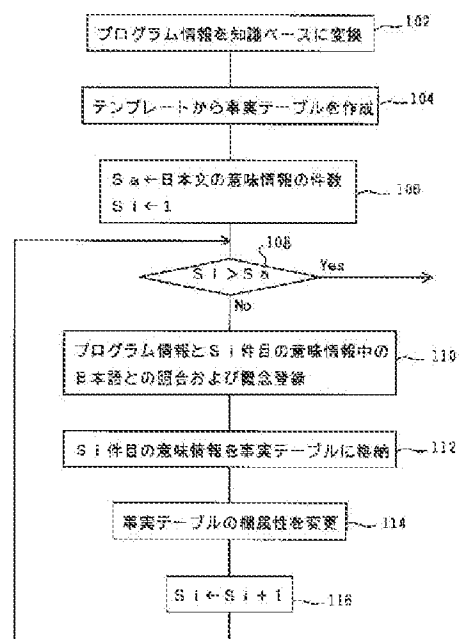 プログラム情報を知識ベースに変換
102
テンプレートから事実テーブルを作成
104
Sa←日本文の意味情報の件数
Si←1
106
108
Si>Sa
Yes
No
プログラム情報とSi件目の意味情報中の
日本語との照合および概念登録
110
Si件目の意味情報を事実テーブルに格納
112
事実テーブルの欄属性を変更
114
Si←Si+1
116